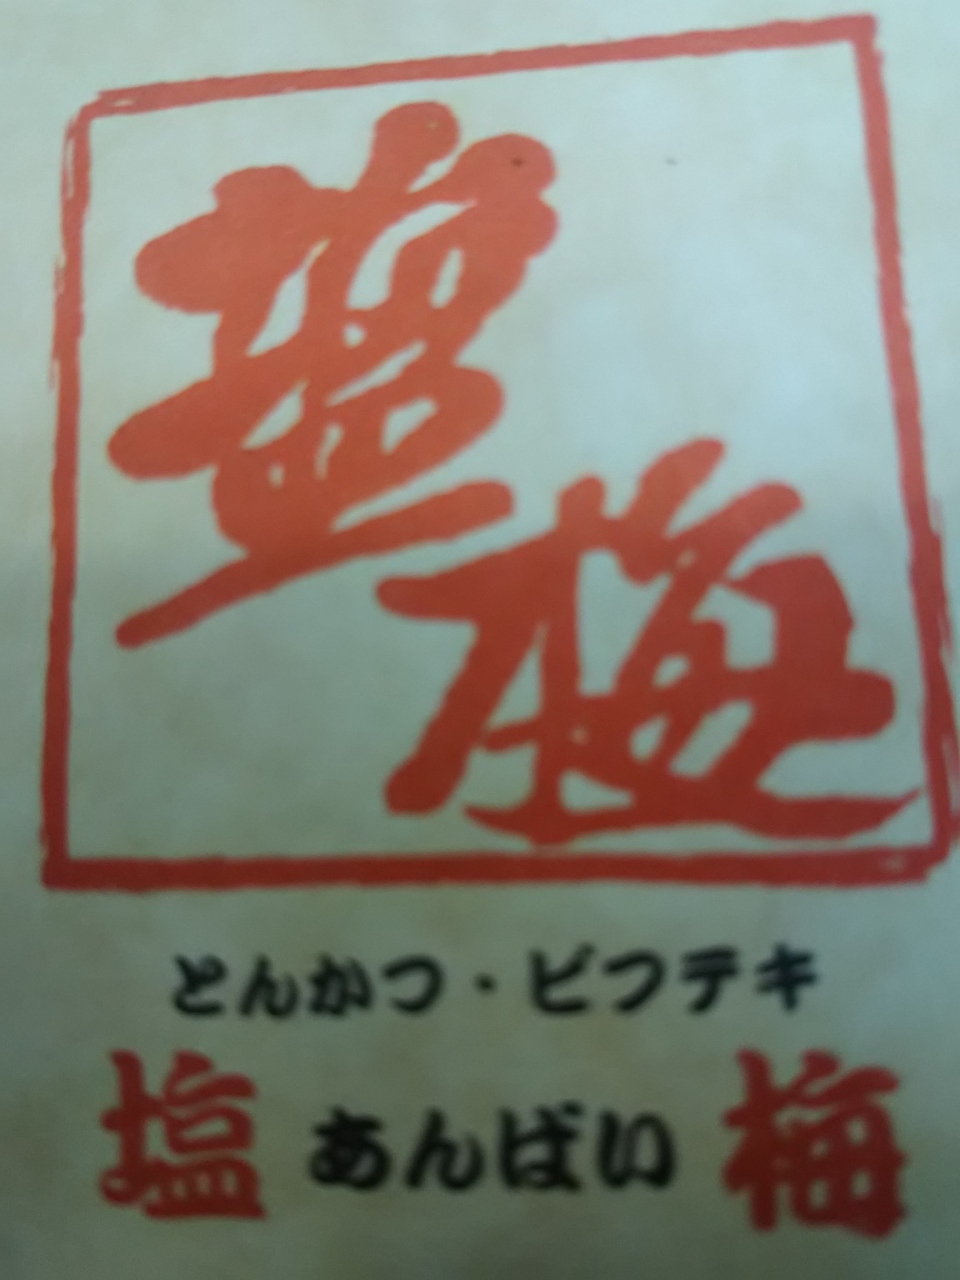 塩梅
とんかつ・ビフテキ
塩 あんばい 梅